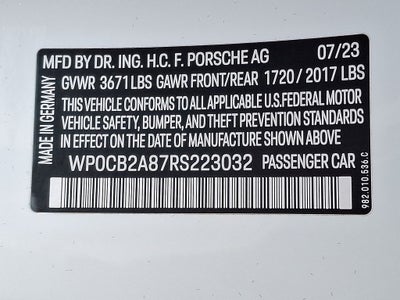 MFD BY DR. ING. H.C. F. PORSCHE AG 07/23
GVWR 3671 LBS GAWR FRONT/REAR 1720 / 2017 LBS
THIS VEHICLE CONFORMS TO ALL APPLICABLE U.S.FEDERAL MOTOR
VEHICLE SAFETY, BUMPER, AND THEFT PREVENTION STANDARDS
IN EFFECT ON THE DATE OF MANUFACTURE SHOWN ABOVE
WP0CB2A87RS223032 PASSENGER CAR
MADE IN GERMANY
982.010.536.C